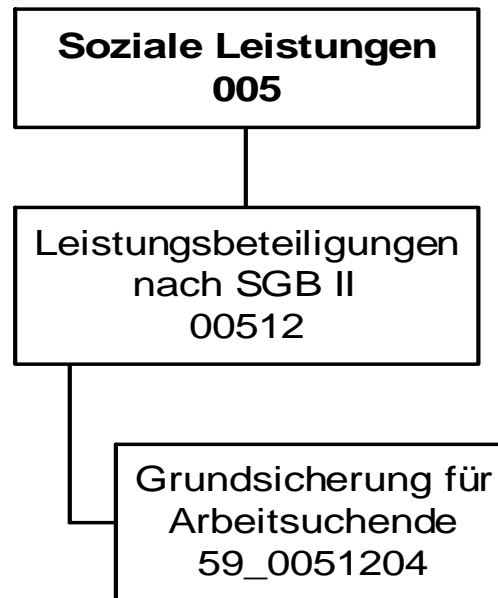 Soziale Leistungen
005
Leistungsbeteiligungen
nach SGB II
00512
Grundsicherung für
Arbeitsuchende
59_0051204